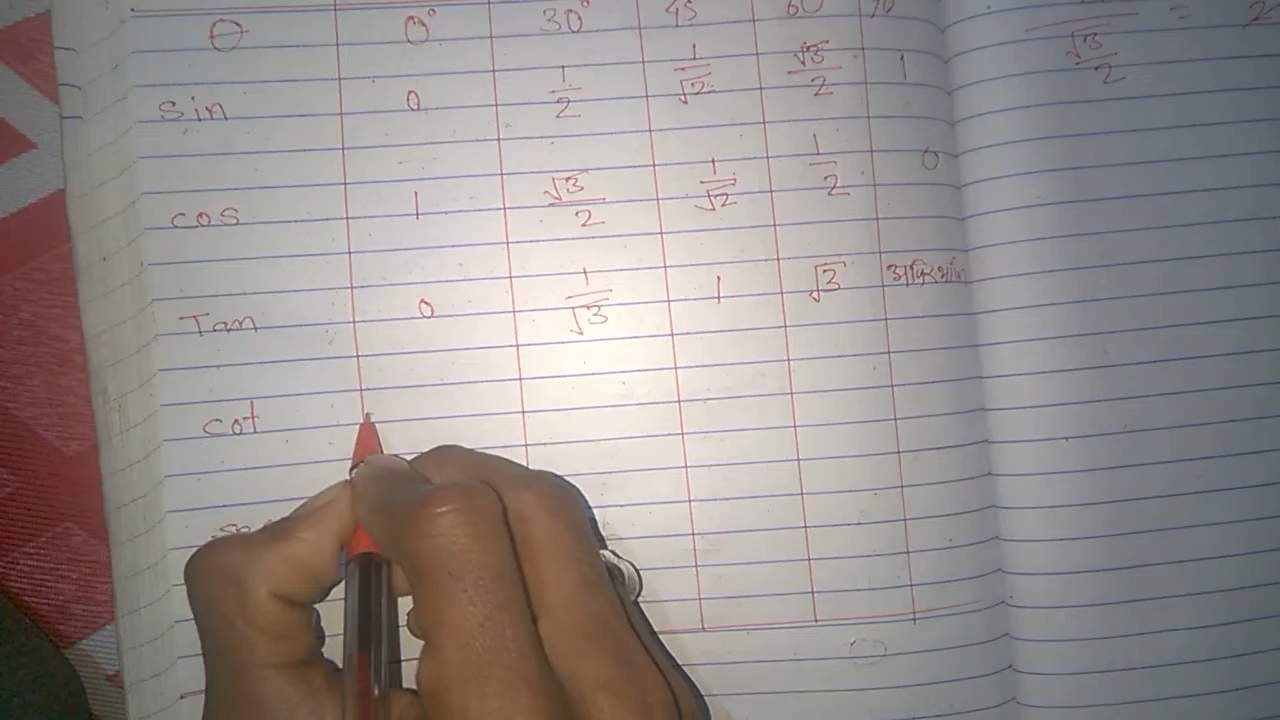 θ 0° 30° 45 60 90
sin 0 1/2 1/√2 √3/2 1
cos 1 √3/2 1/√2 1/2 0
Tan 0 1/√3 1 √3
cot
√3/2 = 2